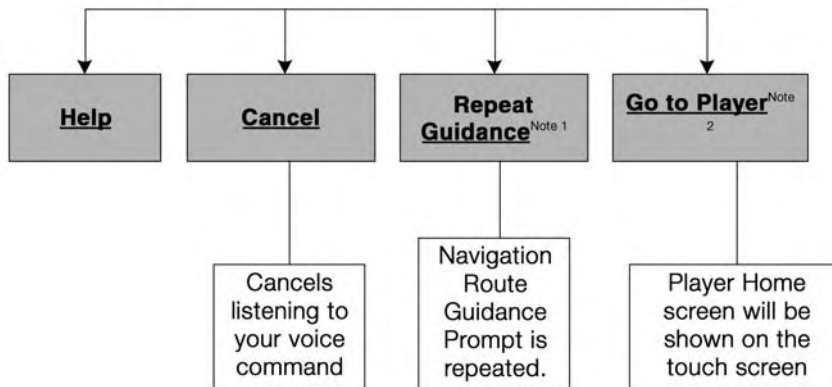 Help
Cancel
Repeat
Guidance Note 1
Go to Player Note
2
Cancels
listening to
your voice
command
Navigation
Route
Guidance
Prompt is
repeated.
Player Home
screen will be
shown on the
touch screen